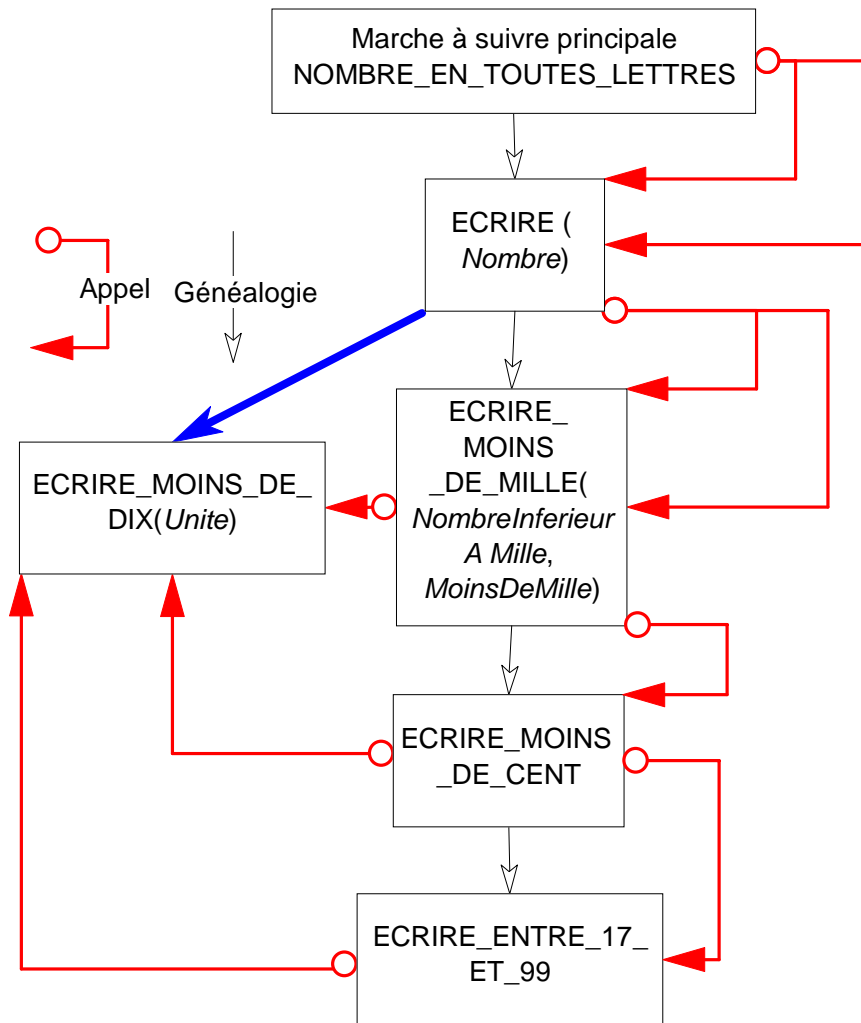 Marche à suivre principale
NOMBRE_EN_TOUTES_LETTRES
ECRIRE (
Nombre)
Appel
Généalogie
ECRIRE_
MOINS
_DE_MILLE(
NombreInferieur
A Mille,
MoinsDeMille)
ECRIRE_MOINS_DE_
DIX(Unite)
ECRIRE_MOINS
_DE_CENT
ECRIRE_ENTRE_17_
ET_99